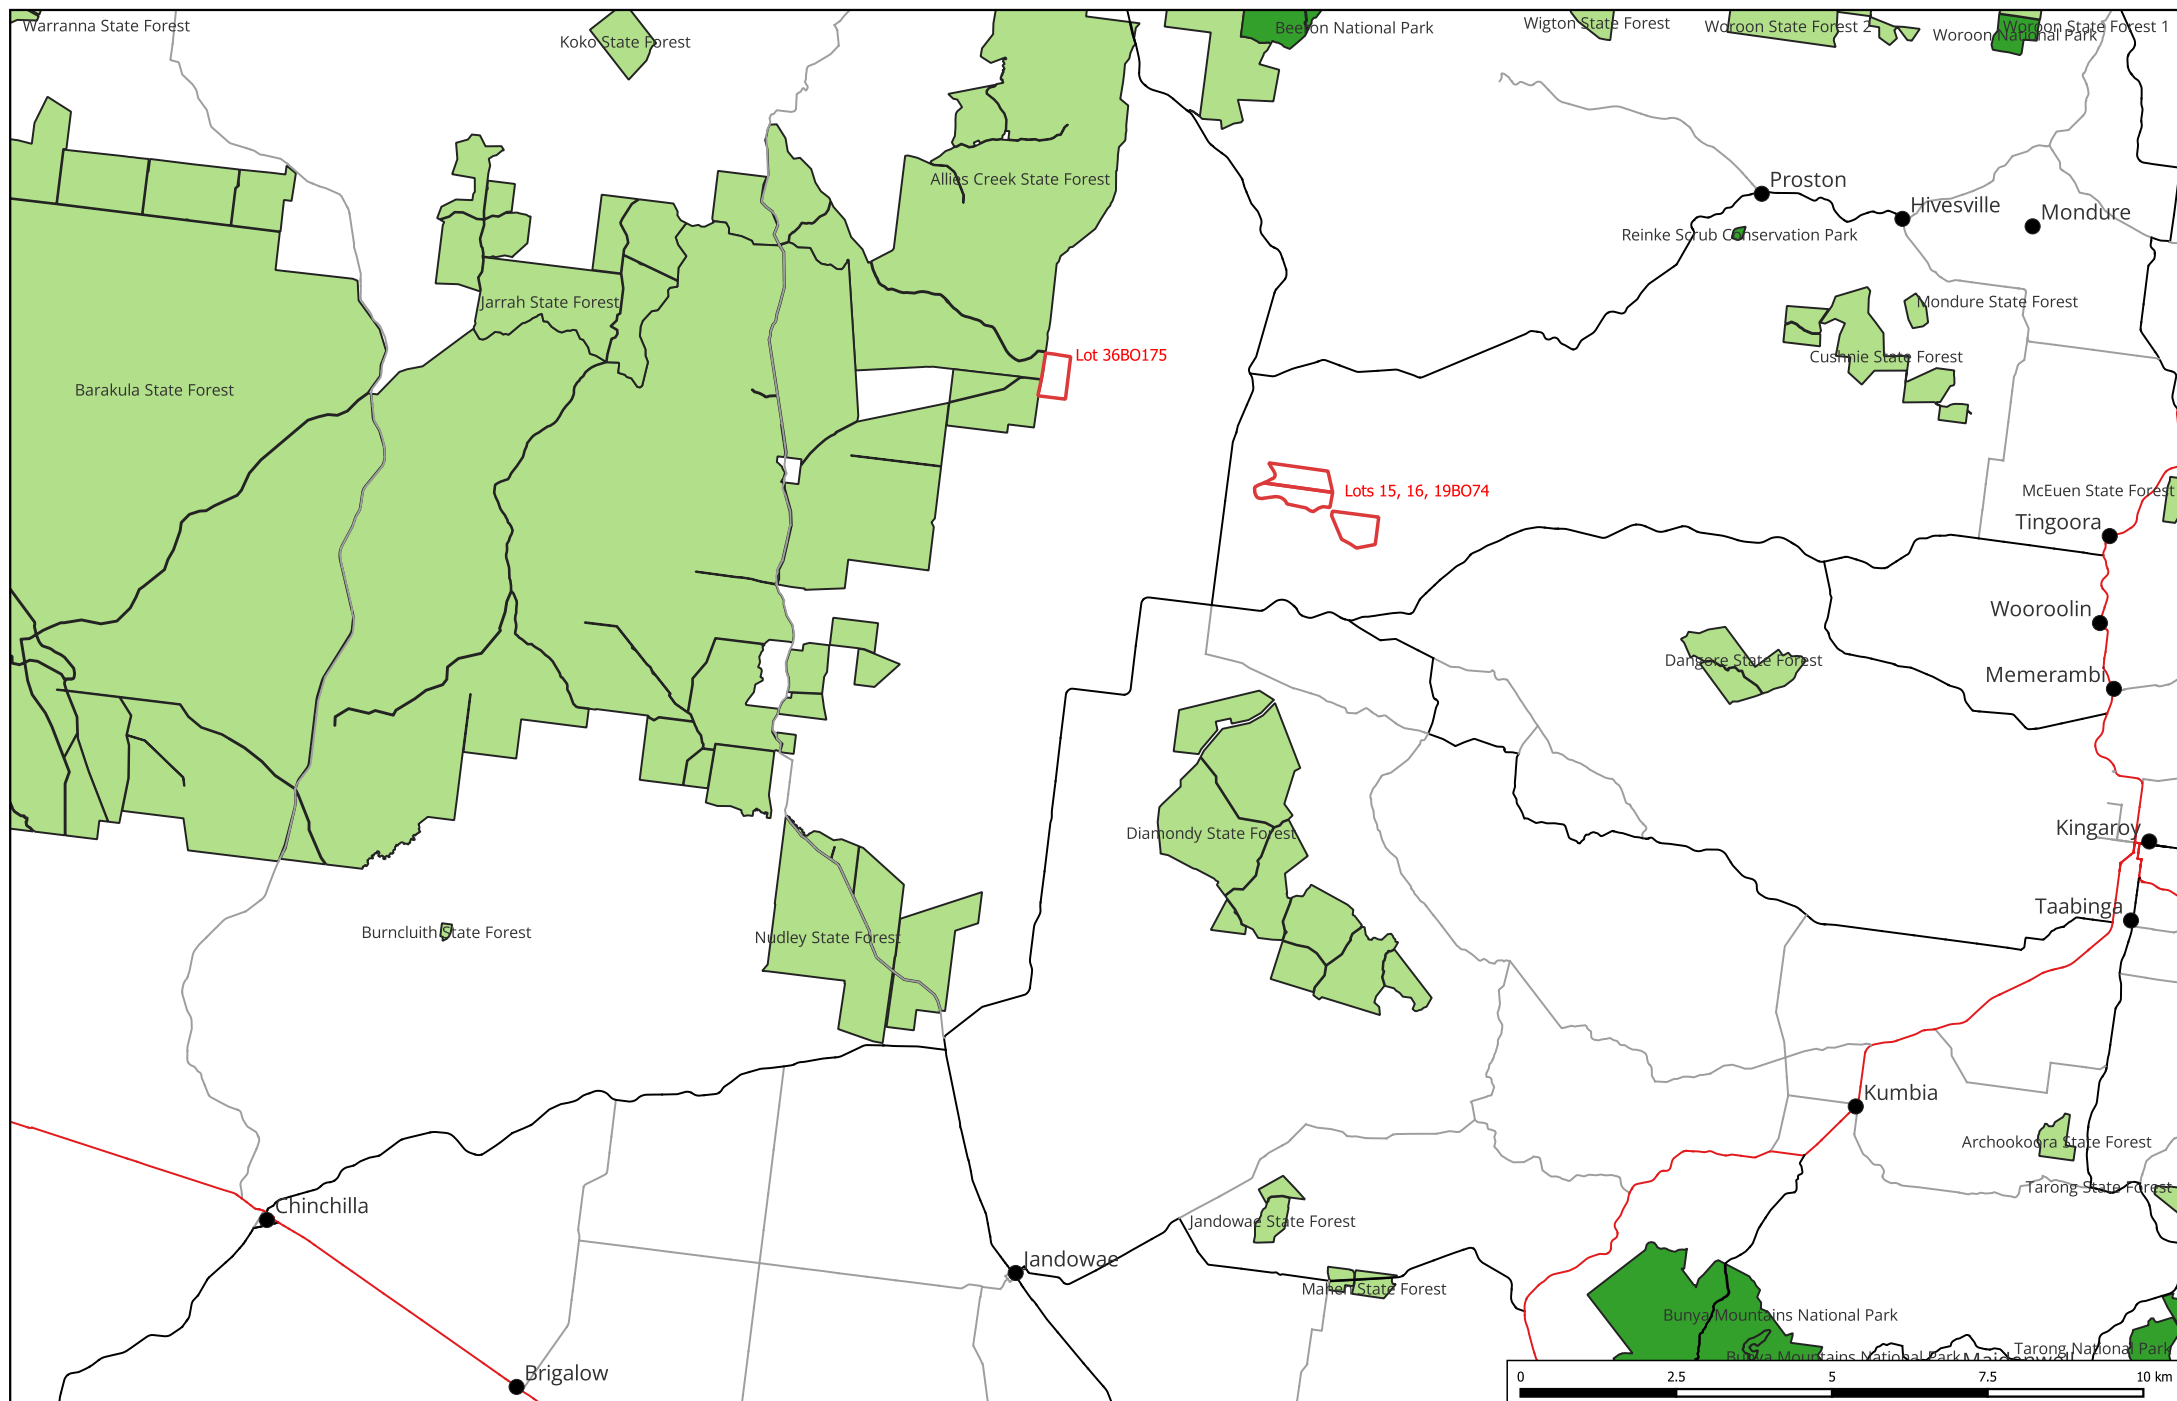 Warranna State Forest
Koko State Forest
Beeron National Park
Wigton State Forest
Woroon State Forest 2
Woroon State Forest 1
Woroon National Park
Allies Creek State Forest
Proston
Hivesville
Mondure
Reinke Scrub Conservation Park
Jarrah State Forest
Mondure State Forest
Lot 36BO175
Cushnie State Forest
Barakula State Forest
Lots 15, 16, 19BO74
McEuen State Forest
Tingoora
Wooroolin
Dangore State Forest
Memerambi
Diamondy State Forest
Kingaroy
Taabinga
Burncluith State Forest
Nudley State Forest
Kumbia
Archookoora State Forest
Tarong State Forest
Chinchilla
Jandowae State Forest
Jandowae
Mahen State Forest
Bunya Mountains National Park
Tarong National Park
Bunya Mountains National Park
Maidenwell
Brigalow
0 2.5 5 7.5 10 km